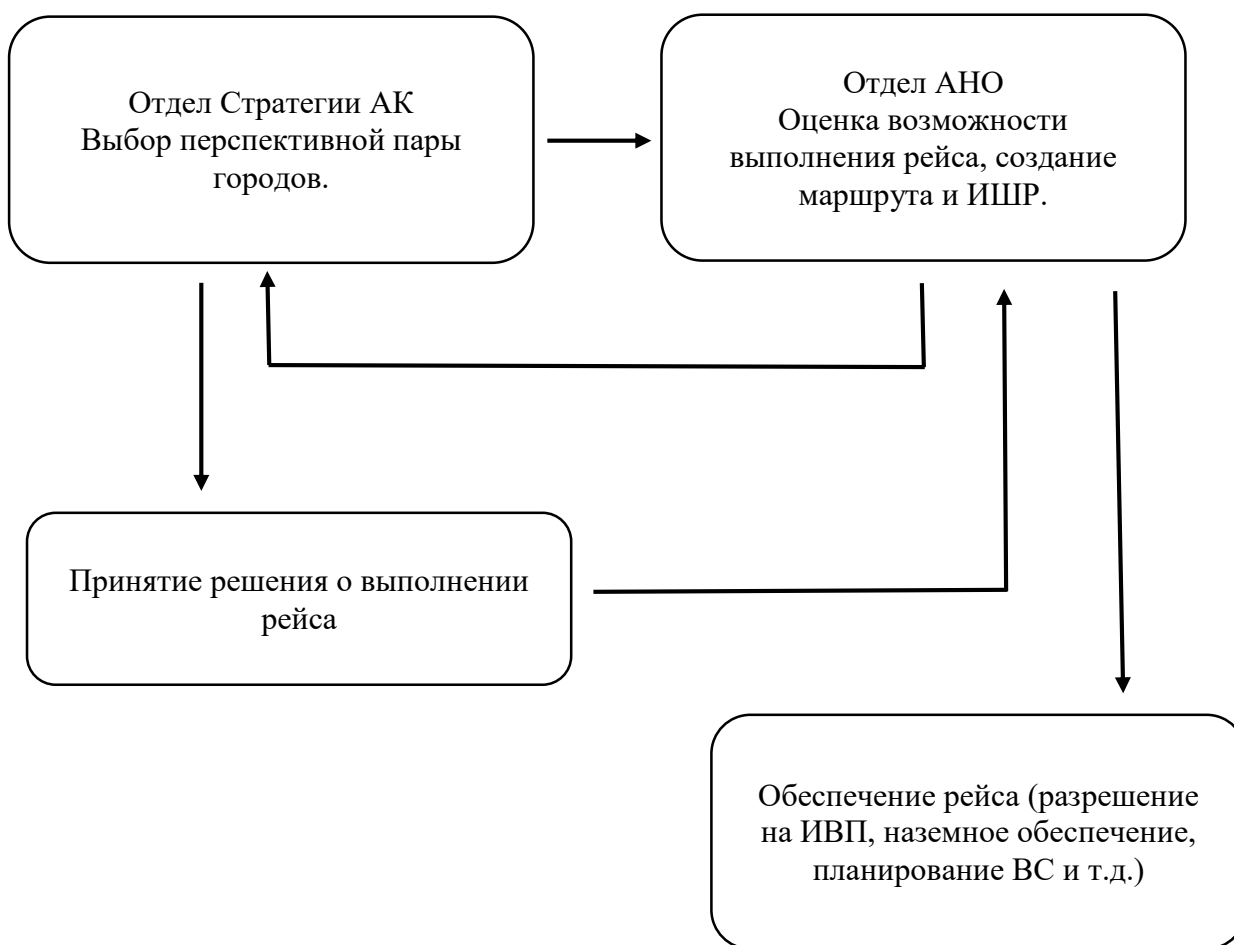 Отдел Стратегии АК
Выбор перспективной пары
городов.
Отдел АНО
Оценка возможности
выполнения рейса, создание
маршрута и ИШР.
Принятие решения о выполнении
рейса
Обеспечение рейса (разрешение
на ИВП, наземное обеспечение,
планирование ВС и т.д.)